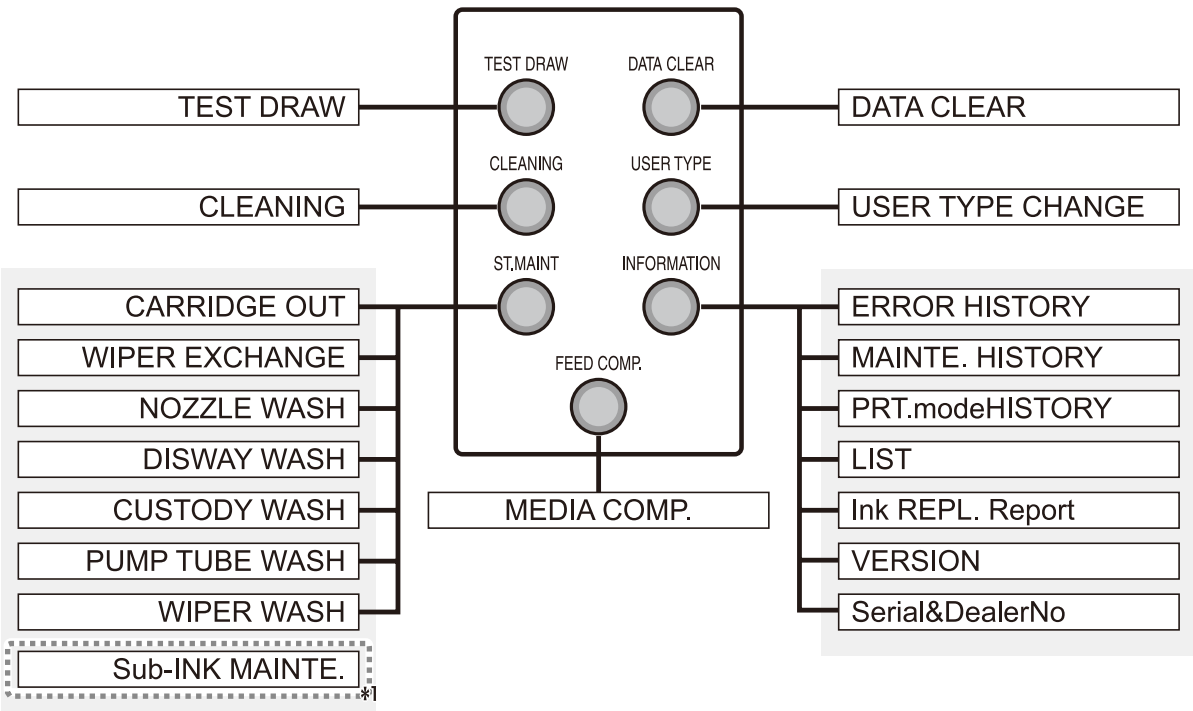 TEST DRAW
DATA CLEAR
TEST DRAW
DATA CLEAR
CLEANING
USER TYPE
CLEANING
USER TYPE CHANGE
ST.MAINT
INFORMATION
CARRIDGE OUT
WIPER EXCHANGE
NOZZLE WASH
DISWAY WASH
CUSTODY WASH
PUMP TUBE WASH
WIPER WASH
Sub-INK MAINTE.
*1
FEED COMP.
MEDIA COMP.
ERROR HISTORY
MAINTE. HISTORY
PRT.modeHISTORY
LIST
Ink REPL. Report
VERSION
Serial&DealerNo